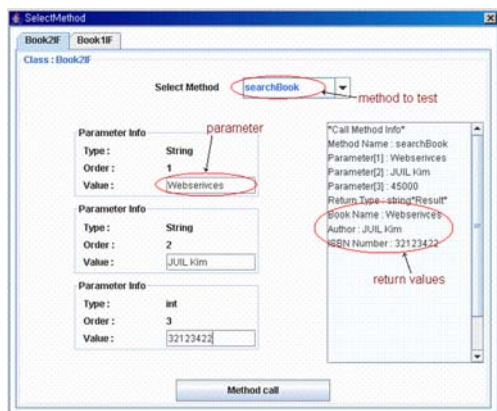 SelectMethod
Book2IF Book1IF
Class : Book2IF
Select Method searchBook
method to test
parameter
Parameter Info
Type : String
Order : 1
Value : Webserivces
Parameter Info
Type : String
Order : 2
Value : JUIL Kim
Parameter Info
Type : int
Order : 3
Value : 32123422
"Call Method Info"
Method Name : searchBook
Parameter[1] : Webserivces
Parameter[2] : JUIL Kim
Parameter[3] : 45000
Return Type : string"Result"
Book Name : Webserivces
Author : JUIL Kim
ISBN Number : 32123422
return values
Method call